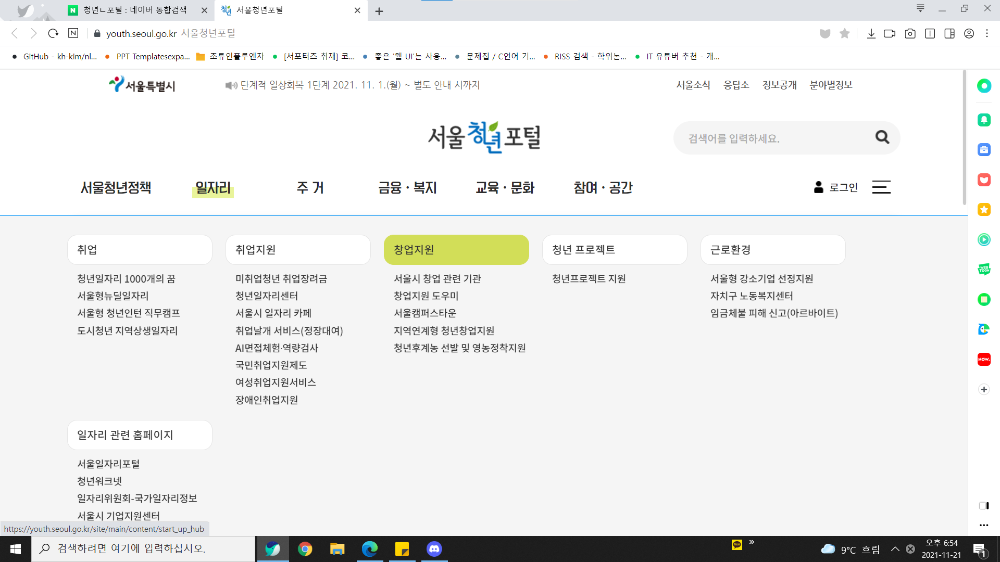 청년ㄴ포털 : 네이버 통합검색
서울청년포털
youth.seoul.go.kr 서울청년포털
GitHub - kh-kim/nl...
PPT Templatesexpa...
조류인플루엔자
[서포터즈 취재] 코...
좋은 '웹 UI'는 사용...
문제집 / C언어 기...
RISS 검색 - 학위논...
IT 유튜버 추천 - 개...
서울특별시
단계적 일상회복 1단계 2021. 11. 1.(월) ~ 별도 안내 시까지
서울소식 응답소 정보공개 분야별정보
서울청년포털
검색어를 입력하세요.
서울청년정책 일자리 주 거 금융 · 복지 교육 · 문화 참여 · 공간
로그인
취업
청년일자리 1000개의 꿈
서울형뉴딜일자리
서울형 청년인턴 직무캠프
도시청년 지역상생일자리
취업지원
미취업청년 취업장려금
청년일자리센터
서울시 일자리 카페
취업날개 서비스(정장대여)
AI면접체험·역량검사
국민취업지원제도
여성취업지원서비스
장애인취업지원
창업지원
서울시 창업 관련 기관
창업지원 도우미
서울캠퍼스타운
지역연계형 청년창업지원
청년후계농 선발 및 영농정착지원
청년 프로젝트
청년프로젝트 지원
근로환경
서울형 강소기업 선정지원
자치구 노동복지센터
임금체불 피해 신고(아르바이트)
일자리 관련 홈페이지
서울일자리포털
청년워크넷
일자리위원회-국가일자리정보
서울시 기업지원센터
WEB
TOON
NOW.
https://youth.seoul.go.kr/site/main/content/start_up_hub
검색하려면 여기에 입력하십시오.
TALK
9°C 흐림
오후 6:54
2021-11-21
1